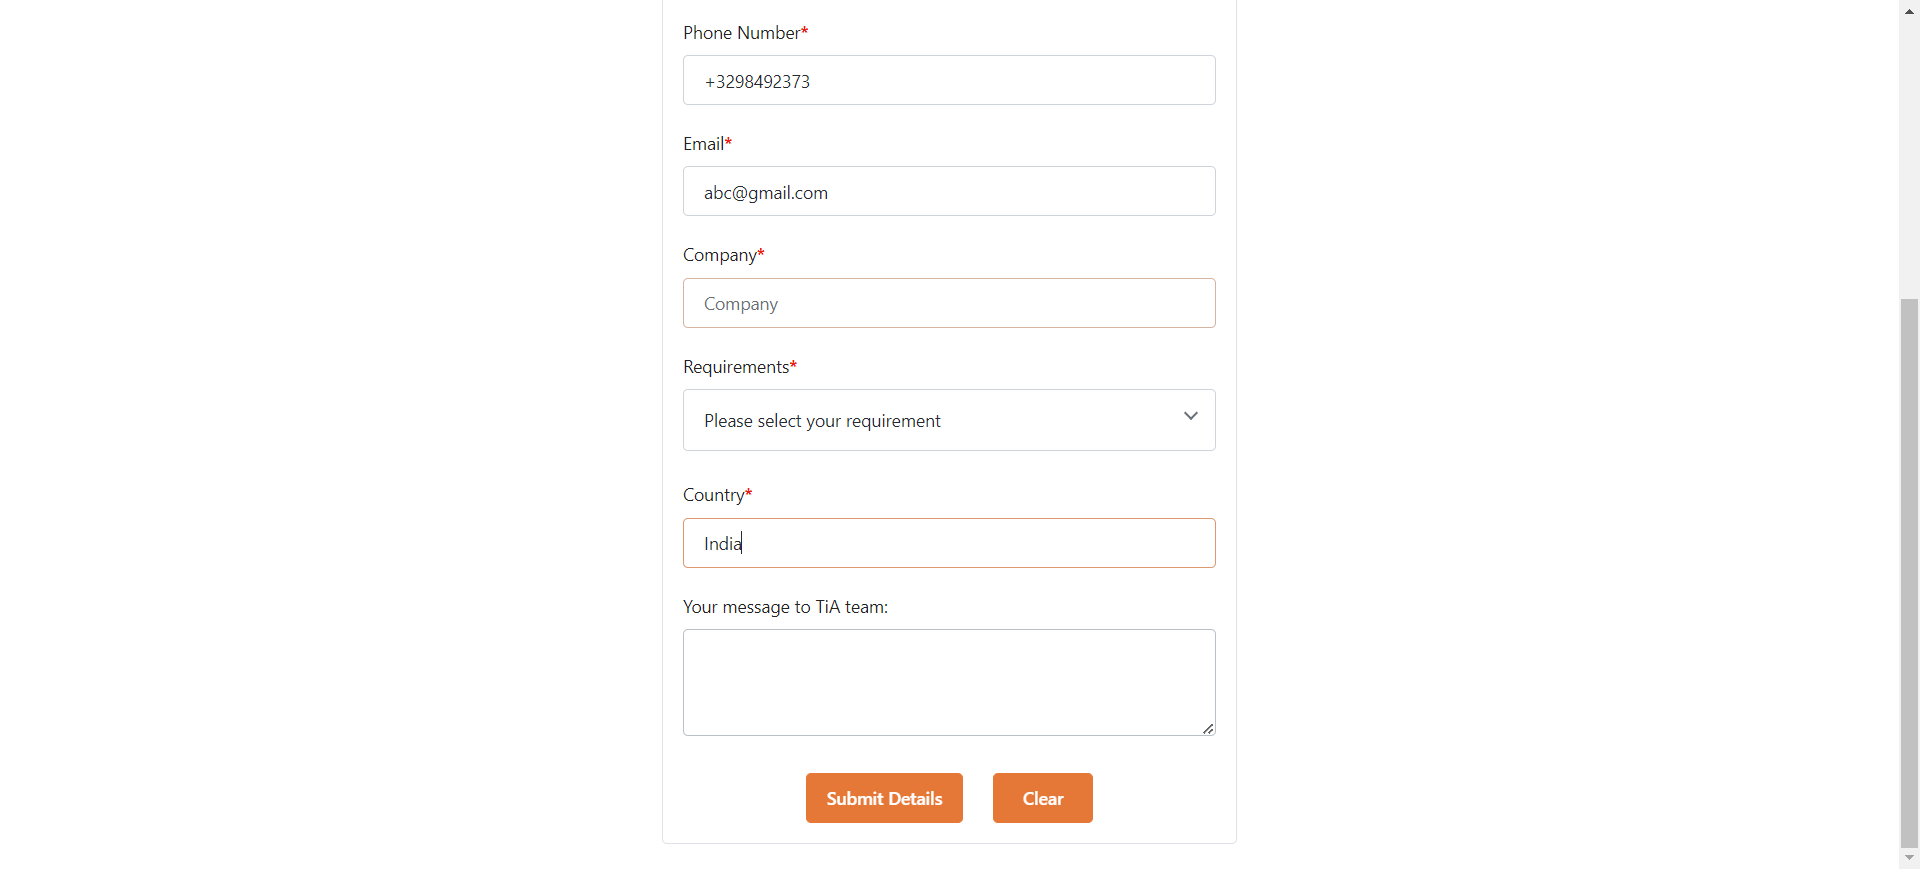 Phone Number*
+3298492373
Email*
abc@gmail.com
Company*
Company
Requirements*
Please select your requirement
Country*
India
Your message to TiA team:
Submit Details
Clear